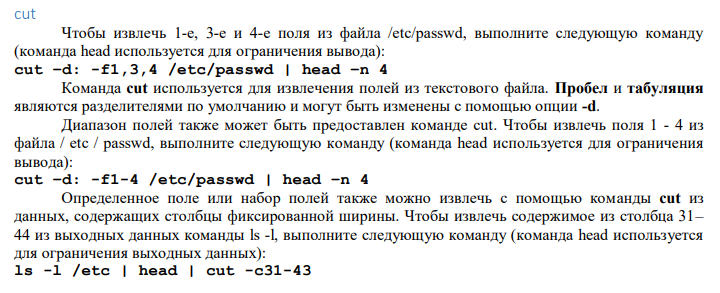 cut
Чтобы извлечь 1-е, 3-е и 4-е поля из файла /etc/passwd, выполните следующую команду
(команда head используется для ограничения вывода):
cut –d: -f1,3,4 /etc/passwd | head –n 4
Команда cut используется для извлечения полей из текстового файла. Пробел и табуляция
являются разделителями по умолчанию и могут быть изменены с помощью опции -d.
Диапазон полей также может быть предоставлен команде cut. Чтобы извлечь поля 1 - 4 из
файла / etc / passwd, выполните следующую команду (команда head используется для ограничения
вывода):
cut –d: -f1-4 /etc/passwd | head –n 4
Определенное поле или набор полей также можно извлечь с помощью команды cut из
данных, содержащих столбцы фиксированной ширины. Чтобы извлечь содержимое из столбца 31–
44 из выходных данных команды ls -l, выполните следующую команду (команда head используется
для ограничения выходных данных):
ls -l /etc | head | cut -c31-43